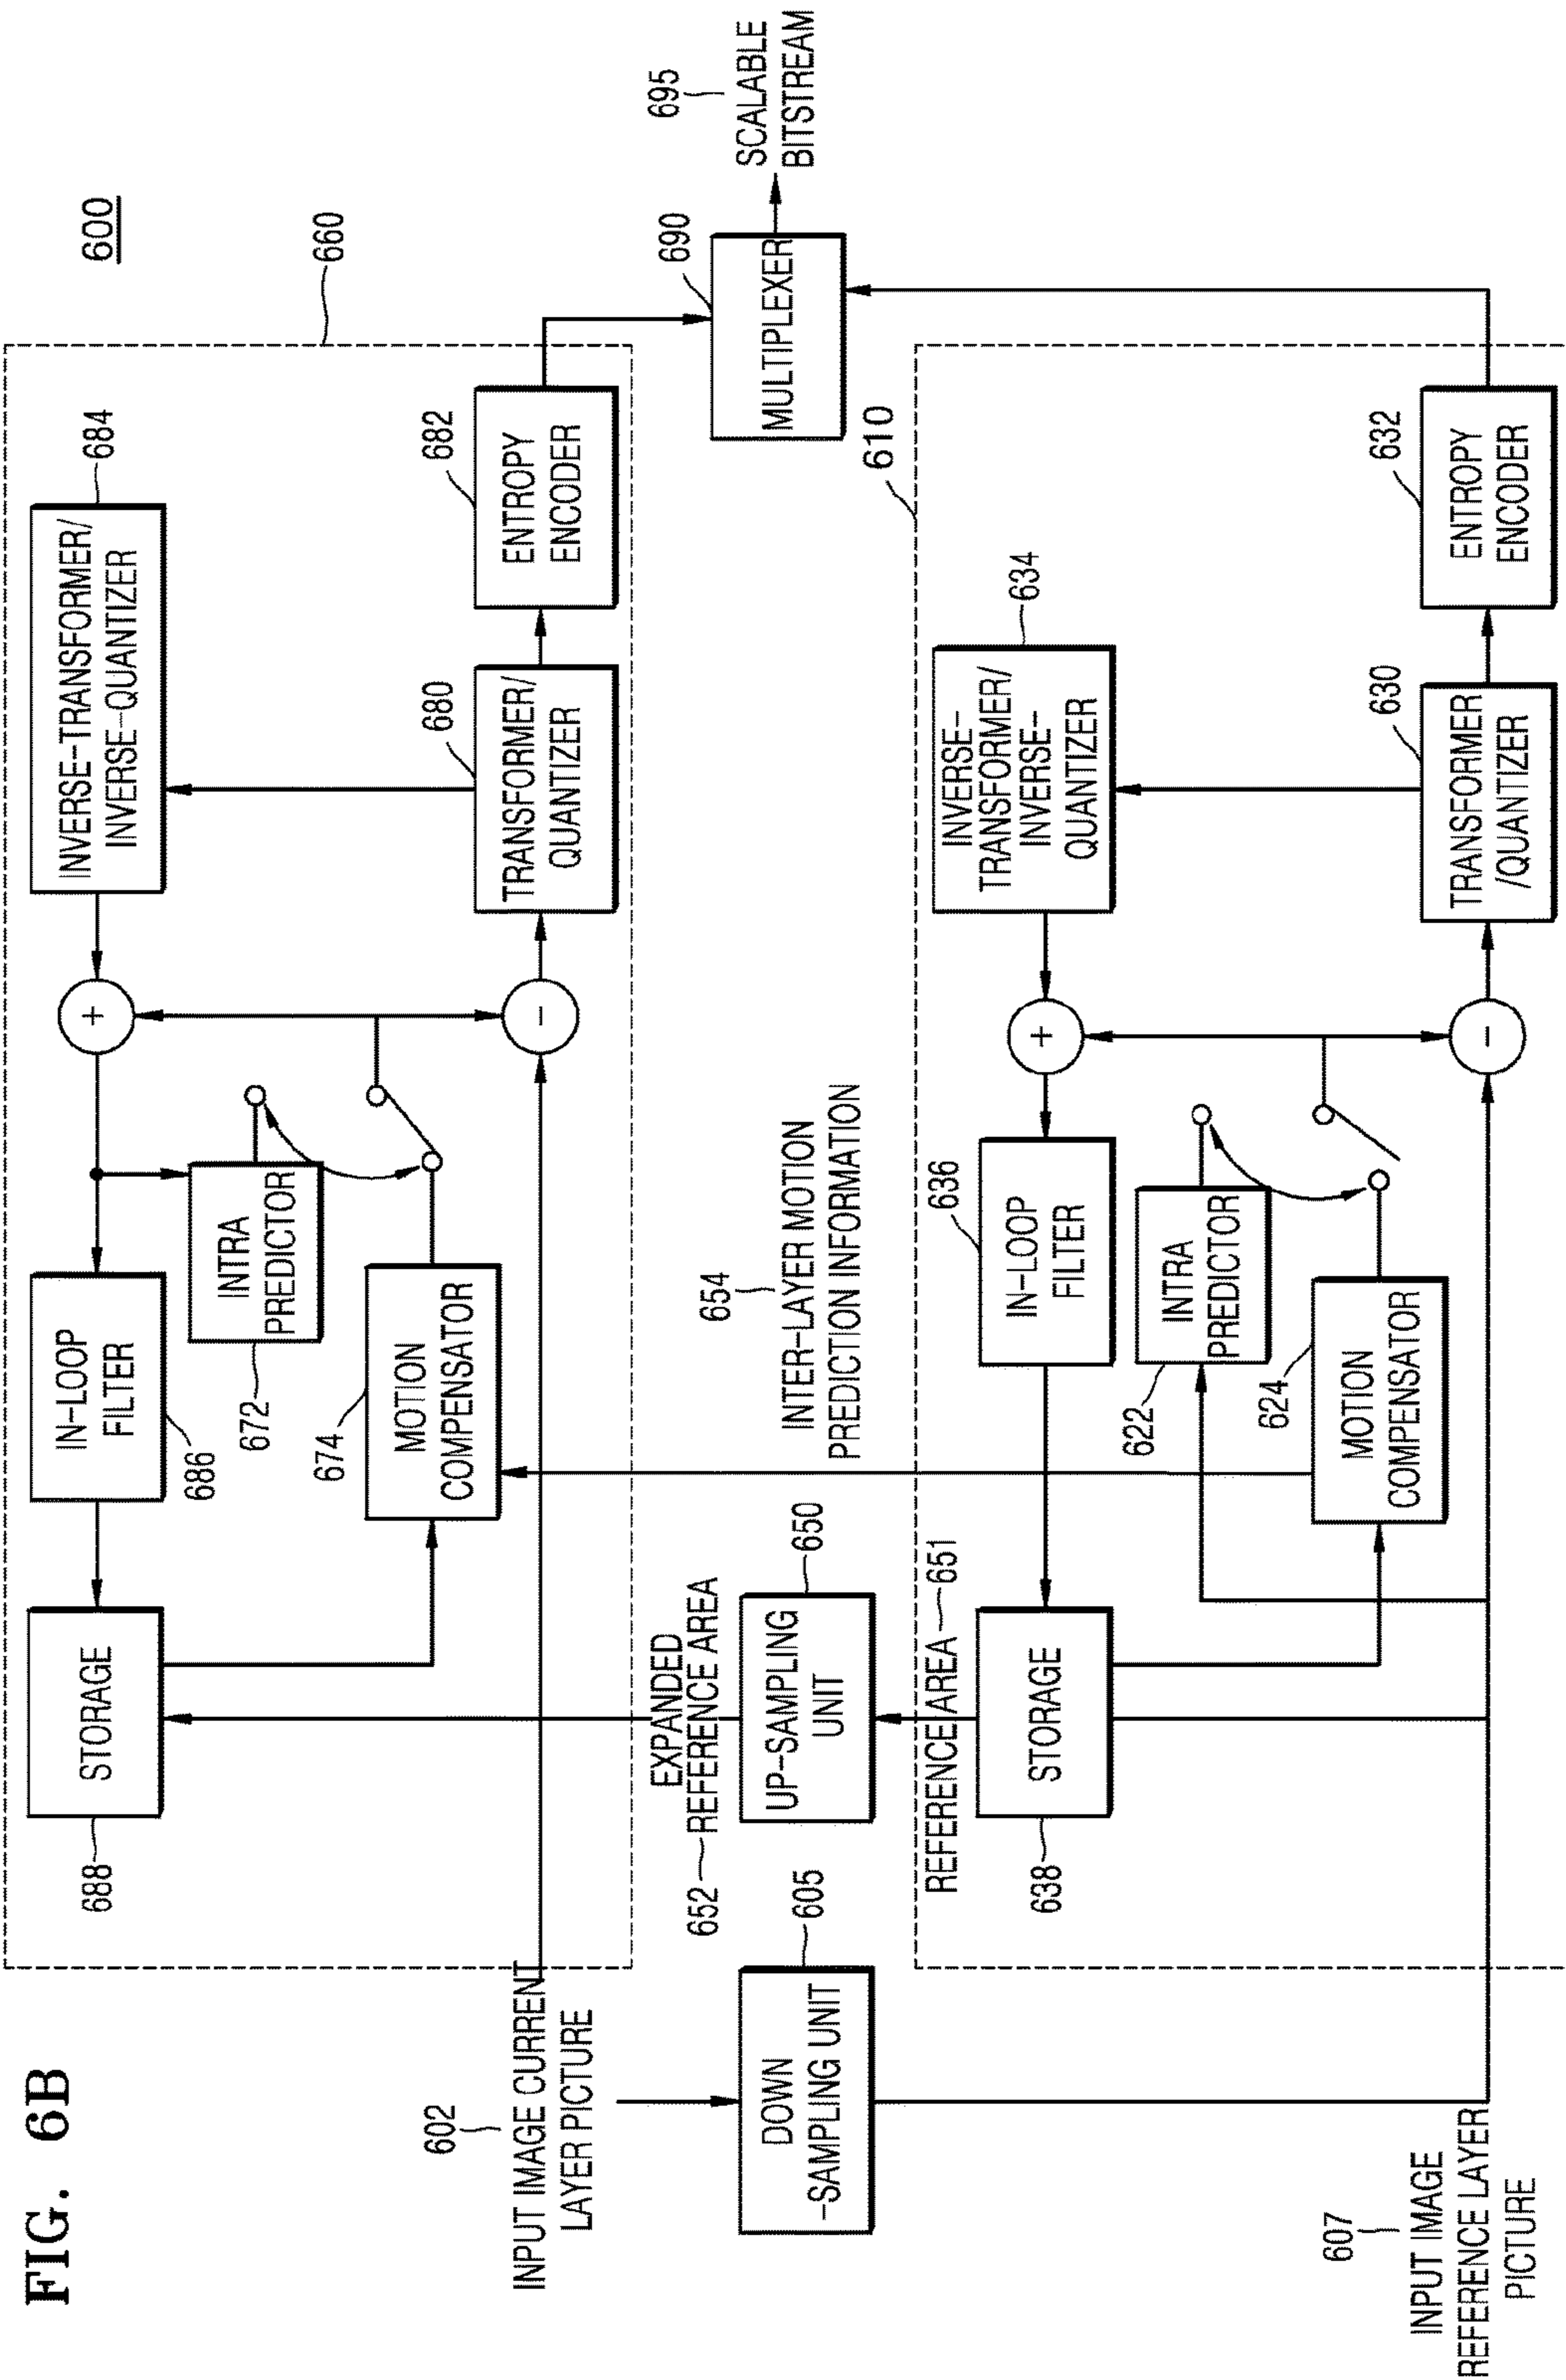 FIG. 6B
600
660
688
STORAGE
686
IN-LOOP
FILTER
684
INVERSE-TRANSFORMER/
INVERSE-QUANTIZER
672
INTRA
PREDICTOR
674
MOTION
COMPENSATOR
680
TRANSFORMER/
QUANTIZER
682
ENTROPY
ENCODER
602
INPUT IMAGE CURRENT
LAYER PICTURE
EXPANDED
652
REFERENCE AREA
605
DOWN
-SAMPLING UNIT
650
UP-SAMPLING
UNIT
654
INTER-LAYER MOTION
PREDICTION INFORMATION
690
MULTIPLEXER
695
SCALABLE
BITSTREAM
610
REFERENCE AREA
651
638
STORAGE
636
IN-LOOP
FILTER
634
INVERSE-
TRANSFORMER/
INVERSE-
QUANTIZER
622
INTRA
PREDICTOR
624
MOTION
COMPENSATOR
630
TRANSFORMER
/QUANTIZER
632
ENTROPY
ENCODER
607
INPUT IMAGE
REFERENCE LAYER
PICTURE
+
-
+
-